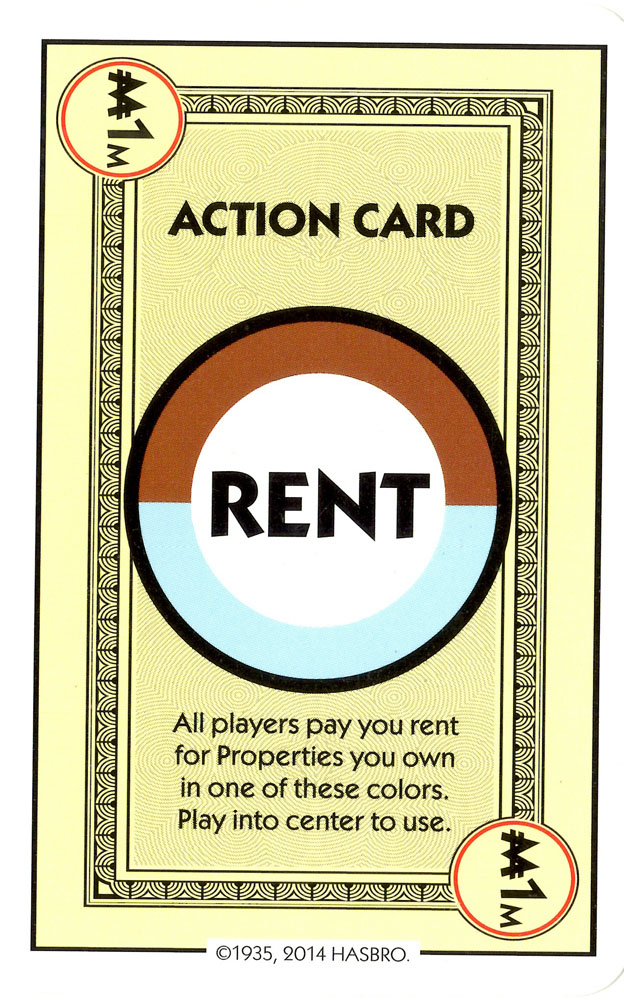 ₩1M
ACTION CARD
RENT
All players pay you rent
for Properties you own
in one of these colors.
Play into center to use.
₩1M
©1935, 2014 HASBRO.